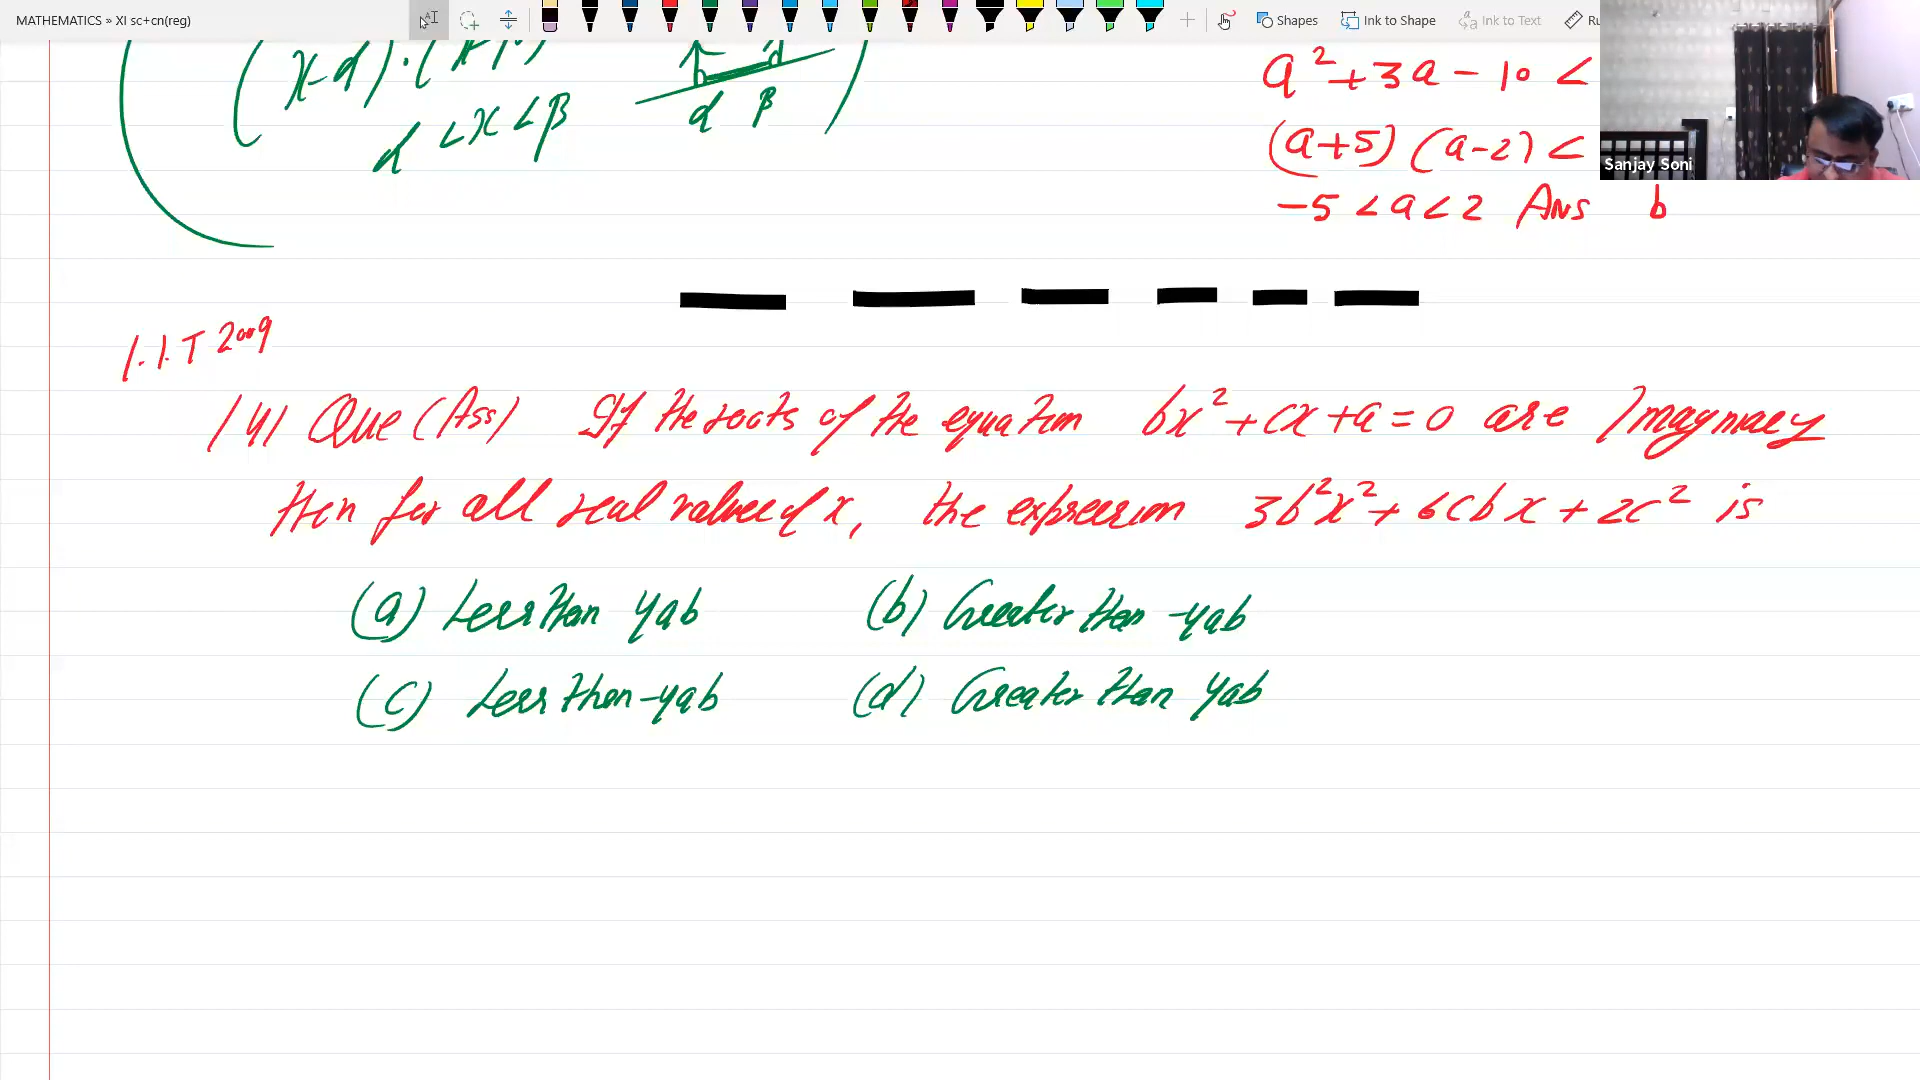 MATHEMATICS » XI sc+cn(reg)
Shapes Ink to Shape Ink to Text Ru
(x-α).(x-β)
α β
α <x <β
a²+3a-10 <
(a+5) (a-2) <
-5 <a< 2 Ans b
Sanjay Soni
I.I.T 2009
14) Que (Ass) If the roots of the equation bx²+cx+a=0 are Imaginary
then for all real value of x, the expression 3b²x²+6cbx+2c² is
(a) Less than 4ab (b) Greater than -4ab
(c) Less than -4ab (d) Greater than 4ab